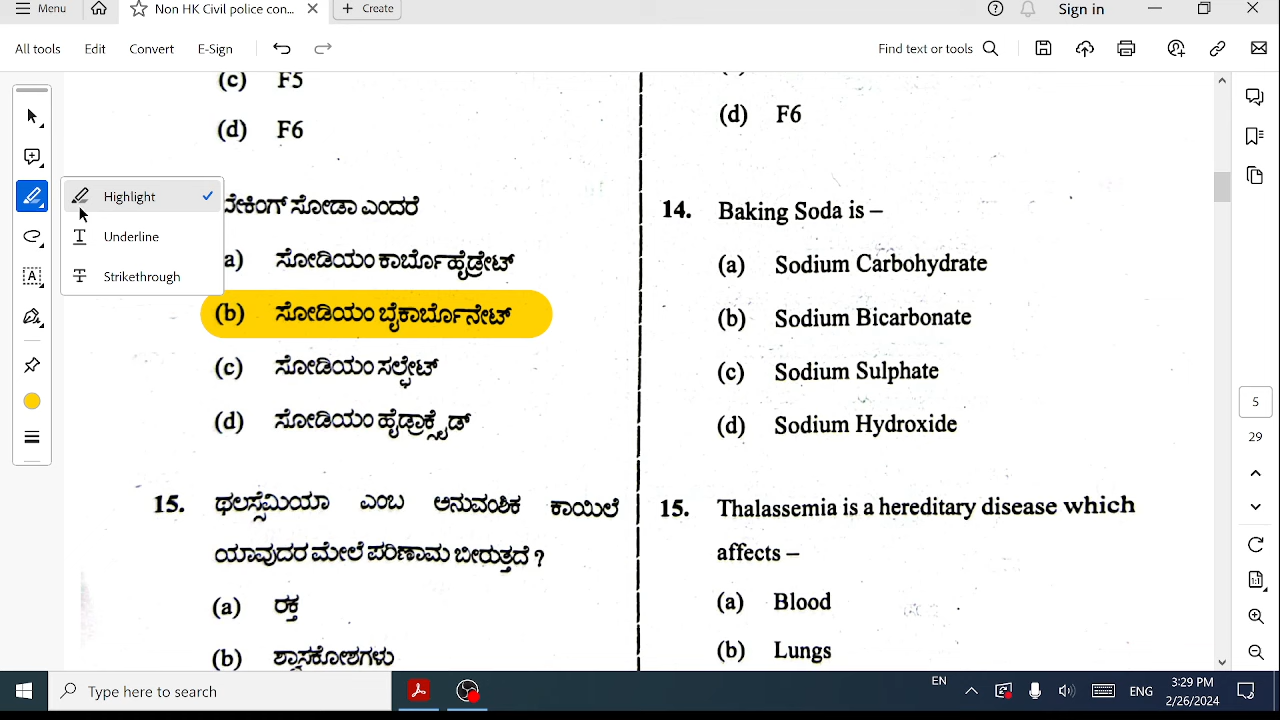 Menu
Non HK Civil police con...
Create
Sign in
All tools
Edit
Convert
E-Sign
Find text or tools
(c) F5
(d) F6
(d) F6
Highlight
Underline
Strikethrough
ಬೇಕಿಂಗ್ ಸೋಡಾ ಎಂದರೆ
a) ಸೋಡಿಯಂ ಕಾರ್ಬೊಹೈಡ್ರೇಟ್
(b) ಸೋಡಿಯಂ ಬೈಕಾರ್ಬೊನೇಟ್
(c) ಸೋಡಿಯಂ ಸಲ್ಫೇಟ್
(d) ಸೋಡಿಯಂ ಹೈಡ್ರಾಕ್ಸೈಡ್
15. ಥಲಸ್ಸೆಮಿಯಾ ಎಂಬ ಅನುವಂಶಿಕ ಕಾಯಿಲೆ
ಯಾವುದರ ಮೇಲೆ ಪರಿಣಾಮ ಬೀರುತ್ತದೆ ?
(a) ರಕ್ತ
(b) ಶ್ವಾಸಕೋಶಗಳು
14. Baking Soda is –
(a) Sodium Carbohydrate
(b) Sodium Bicarbonate
(c) Sodium Sulphate
(d) Sodium Hydroxide
15. Thalassemia is a hereditary disease which
affects –
(a) Blood
(b) Lungs
5
29
Type here to search
EN
ENG
3:29 PM
2/26/2024